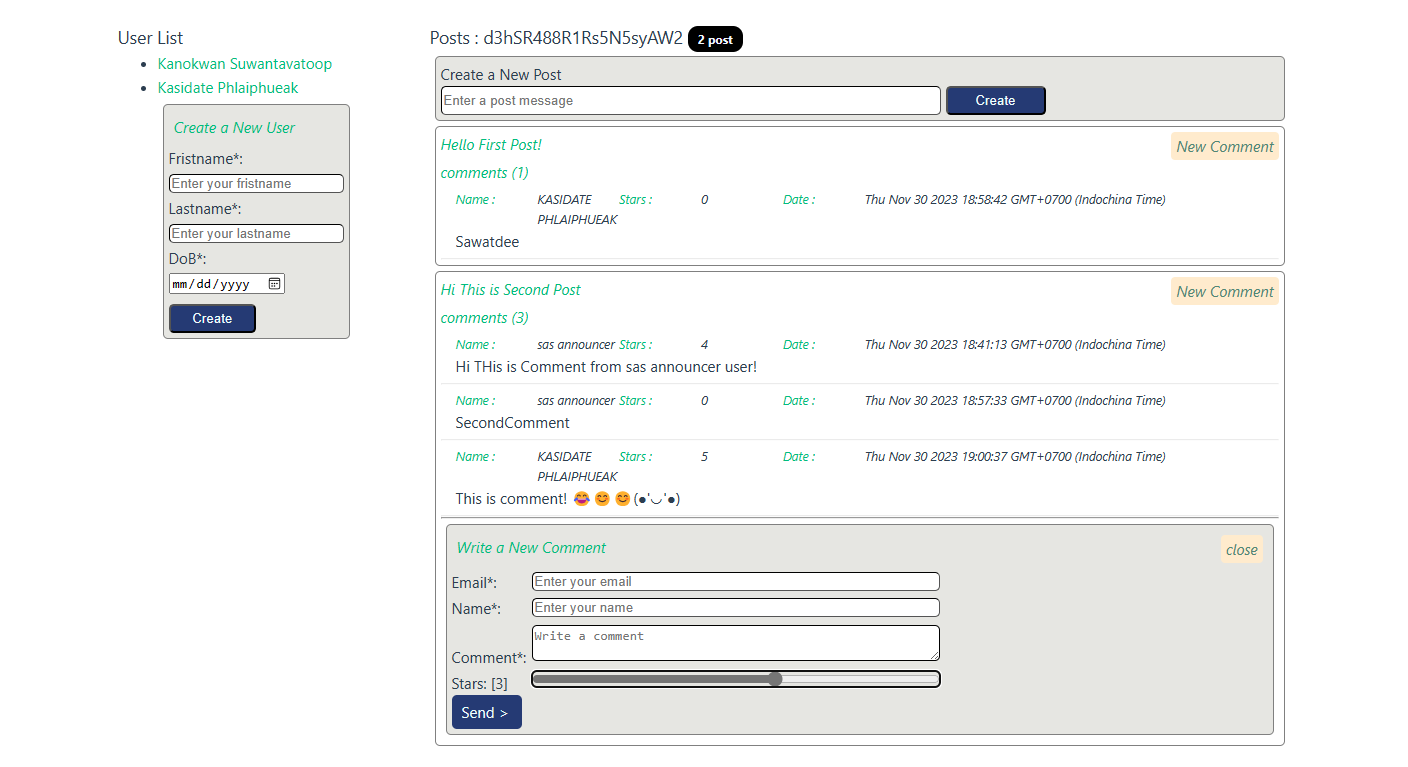 User List
Kanokwan Suwantavatoop
Kasidate Phlaiphueak
Create a New User
Fristname*:
Enter your fristname
Lastname*:
Enter your lastname
DoB*:
mm/dd/yyyy
Create
Posts : d3hSR488R1Rs5N5syAW2 2 post
Create a New Post
Enter a post message Create
Hello First Post! New Comment
comments (1)
Name : KASIDATE PHLAIPHUEAK Stars : 0 Date : Thu Nov 30 2023 18:58:42 GMT+0700 (Indochina Time)
Sawatdee
Hi This is Second Post New Comment
comments (3)
Name : sas announcer Stars : 4 Date : Thu Nov 30 2023 18:41:13 GMT+0700 (Indochina Time)
Hi THis is Comment from sas announcer user!
Name : sas announcer Stars : 0 Date : Thu Nov 30 2023 18:57:33 GMT+0700 (Indochina Time)
SecondComment
Name : KASIDATE PHLAIPHUEAK Stars : 5 Date : Thu Nov 30 2023 19:00:37 GMT+0700 (Indochina Time)
This is comment! 😂 😊 😊 (●'◡'●)
Write a New Comment close
Email*: Enter your email
Name*: Enter your name
Comment*: Write a comment
Stars: [3]
Send >